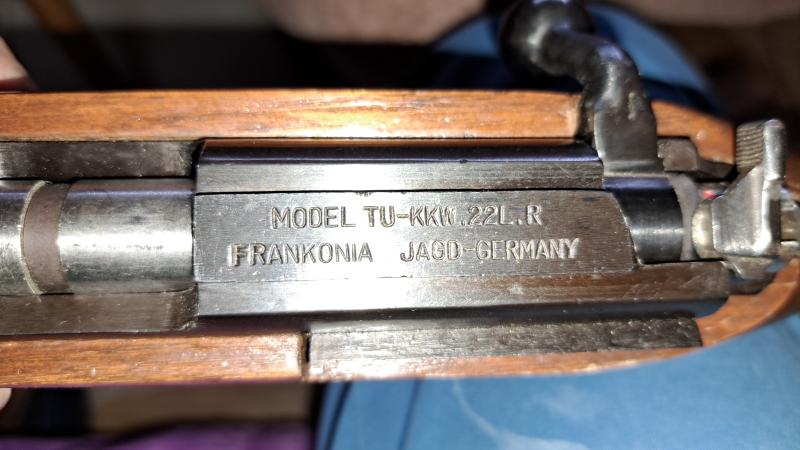 MODEL TU-KKW.22L.R
FRANKONIA JAGD-GERMANY